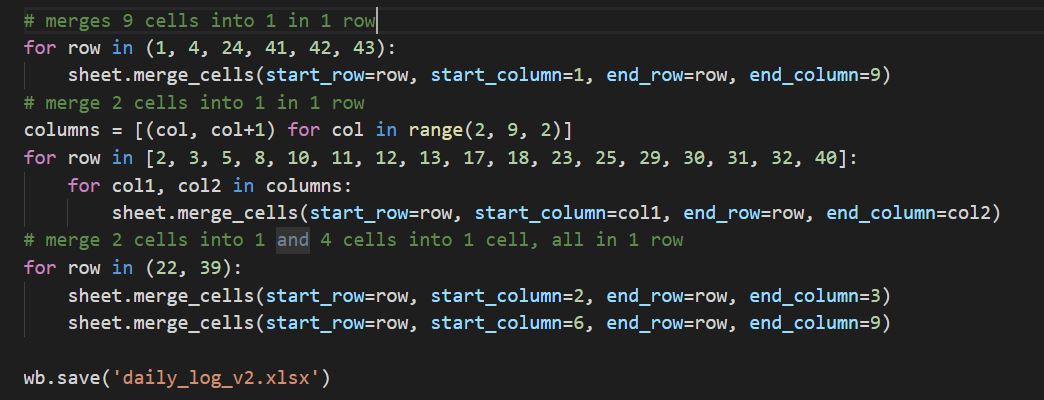 # merges 9 cells into 1 in 1 row
for row in (1, 4, 24, 41, 42, 43):
    sheet.merge_cells(start_row=row, start_column=1, end_row=row, end_column=9)
# merge 2 cells into 1 in 1 row
columns = [(col, col+1) for col in range(2, 9, 2)]
for row in [2, 3, 5, 8, 10, 11, 12, 13, 17, 18, 23, 25, 29, 30, 31, 32, 40]:
    for col1, col2 in columns:
        sheet.merge_cells(start_row=row, start_column=col1, end_row=row, end_column=col2)
# merge 2 cells into 1 and 4 cells into 1 cell, all in 1 row
for row in (22, 39):
    sheet.merge_cells(start_row=row, start_column=2, end_row=row, end_column=3)
    sheet.merge_cells(start_row=row, start_column=6, end_row=row, end_column=9)
wb.save('daily_log_v2.xlsx')